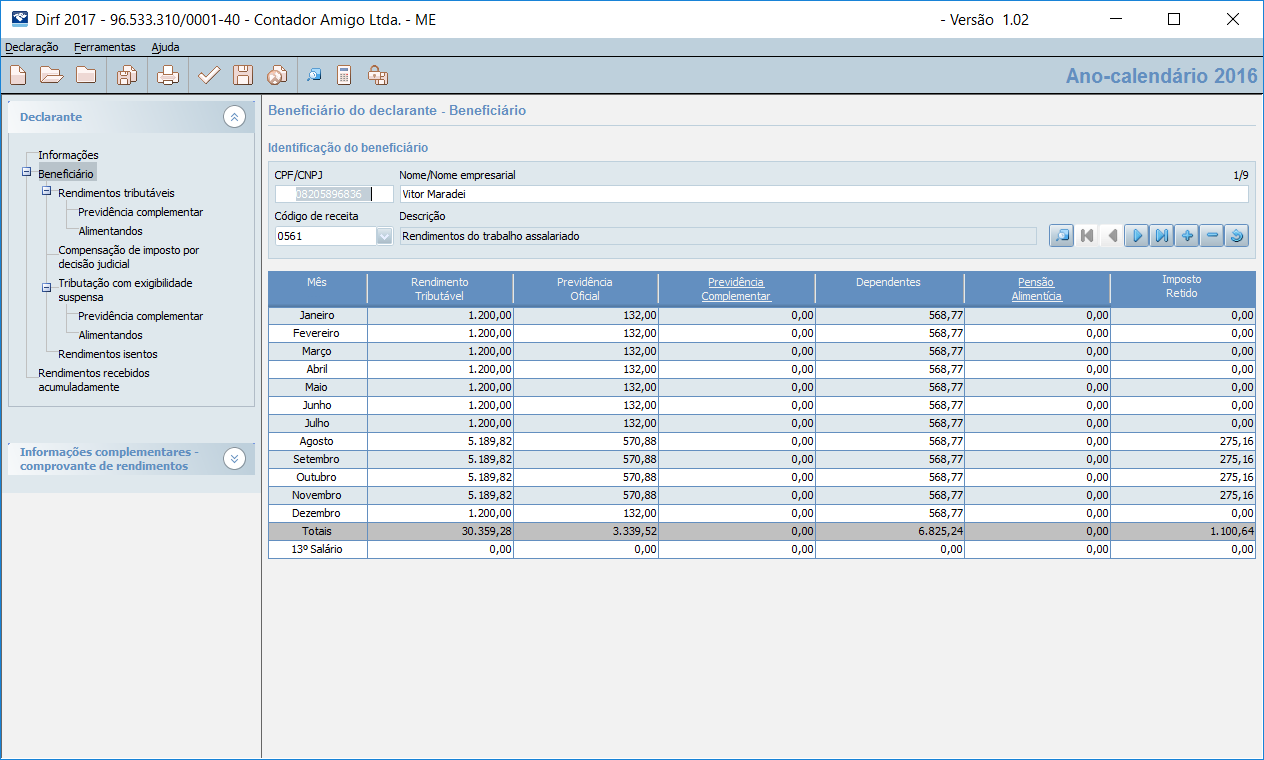 Dirf 2017 - 96.533.310/0001-40 - Contador Amigo Ltda. - ME - Versão 1.02
Declaração Ferramentas Ajuda
Ano-calendário 2016
Declarante
Informações
Beneficiário
Rendimentos tributáveis
Previdência complementar
Alimentandos
Compensação de imposto por
decisão judicial
Tributação com exigibilidade
suspensa
Previdência complementar
Alimentandos
Rendimentos isentos
Rendimentos recebidos
acumuladamente
Informações complementares -
comprovante de rendimentos
Beneficiário do declarante - Beneficiário
Identificação do beneficiário
CPF/CNPJ Nome/Nome empresarial 1/9
08205896836 Vitor Maradei
Código de receita Descrição
0561 Rendimentos do trabalho assalariado
Mês Rendimento Tributável Previdência Oficial Previdência Complementar Dependentes Pensão Alimentícia Imposto Retido
Janeiro 1.200,00 132,00 0,00 568,77 0,00 0,00
Fevereiro 1.200,00 132,00 0,00 568,77 0,00 0,00
Março 1.200,00 132,00 0,00 568,77 0,00 0,00
Abril 1.200,00 132,00 0,00 568,77 0,00 0,00
Maio 1.200,00 132,00 0,00 568,77 0,00 0,00
Junho 1.200,00 132,00 0,00 568,77 0,00 0,00
Julho 1.200,00 132,00 0,00 568,77 0,00 0,00
Agosto 5.189,82 570,88 0,00 568,77 0,00 275,16
Setembro 5.189,82 570,88 0,00 568,77 0,00 275,16
Outubro 5.189,82 570,88 0,00 568,77 0,00 275,16
Novembro 5.189,82 570,88 0,00 568,77 0,00 275,16
Dezembro 1.200,00 132,00 0,00 568,77 0,00 0,00
Totais 30.359,28 3.339,52 0,00 6.825,24 0,00 1.100,64
13º Salário 0,00 0,00 0,00 0,00 0,00 0,00